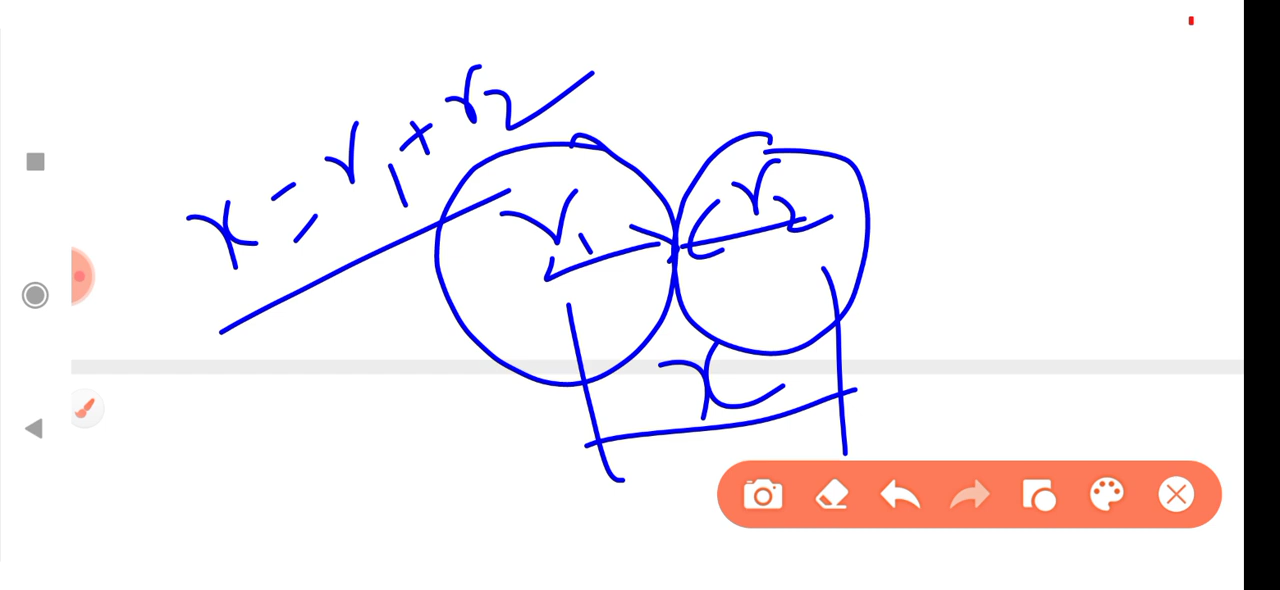 x = r1 + r2
r1
r2
x